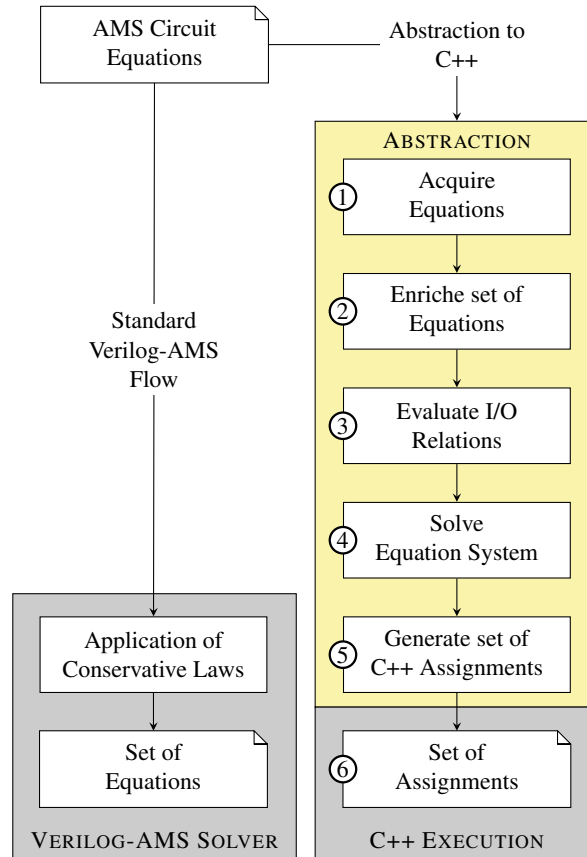 AMS Circuit
Equations
Abstraction to
C++
ABSTRACTION
1
Acquire
Equations
2
Enriche set of
Equations
Standard
Verilog-AMS
Flow
3
Evaluate I/O
Relations
4
Solve
Equation System
Application of
Conservative Laws
5
Generate set of
C++ Assignments
Set of
Equations
6
Set of
Assignments
VERILOG-AMS SOLVER
C++ EXECUTION